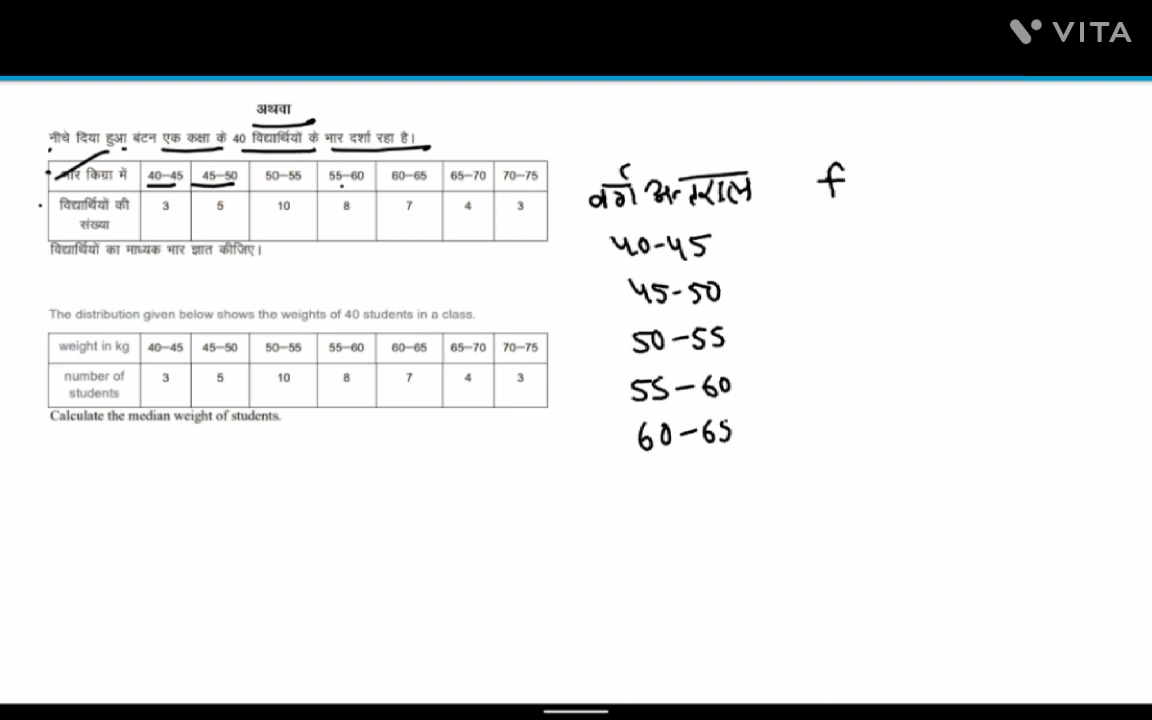 VITA
अथवा
नीचे दिया हुआ बंटन एक कक्षा के 40 विद्यार्थियों के भार दर्शा रहा है।
भार किग्रा में 40–45 45–50 50–55 55–60 60–65 65–70 70–75
विद्यार्थियों की संख्या 3 5 10 8 7 4 3
विद्यार्थियों का माध्यक भार ज्ञात कीजिए।
The distribution given below shows the weights of 40 students in a class.
weight in kg 40–45 45–50 50–55 55–60 60–65 65–70 70–75
number of students 3 5 10 8 7 4 3
Calculate the median weight of students.
वर्ग अन्तराल f
40-45
45-50
50-55
55-60
60-65